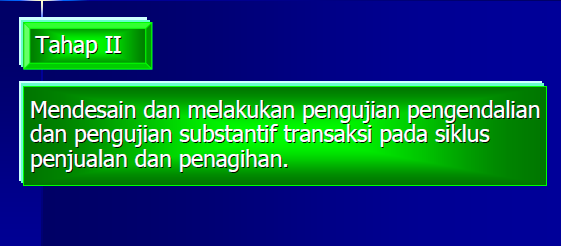 Tahap II
Mendesain dan melakukan pengujian pengendalian
dan pengujian substantif transaksi pada siklus
penjualan dan penagihan.